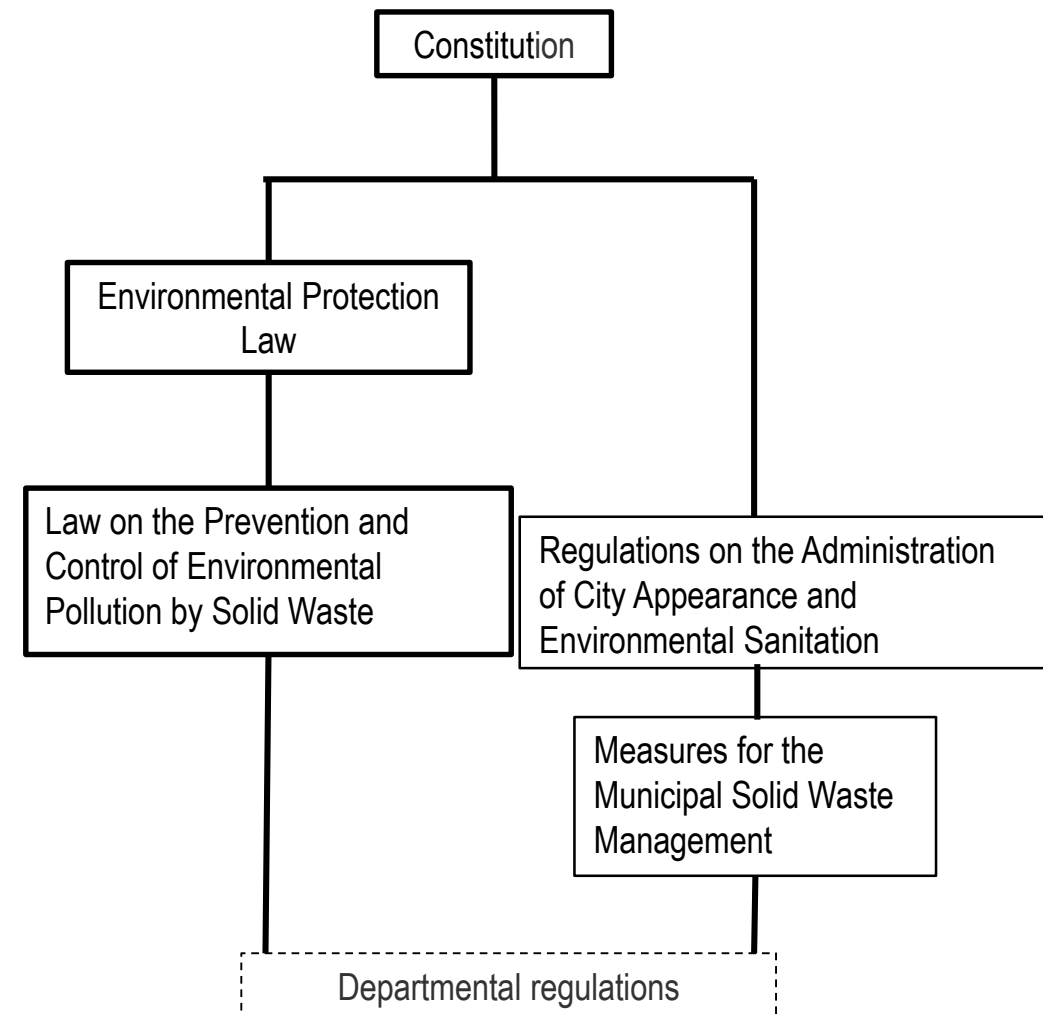 Constitution
Environmental Protection
Law
Law on the Prevention and
Control of Environmental
Pollution by Solid Waste
Regulations on the Administration
of City Appearance and
Environmental Sanitation
Measures for the
Municipal Solid Waste
Management
Departmental regulations